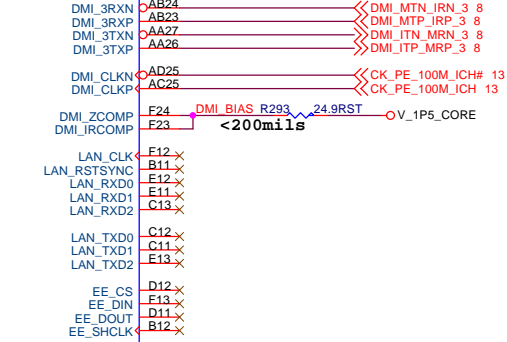 DMI_3RXN AB24 DMI_MTN_IRN_3 8
DMI_3RXP AB23 DMI_MTP_IRP_3 8
DMI_3TXN AA27 DMI_ITN_MRN_3 8
DMI_3TXP AA26 DMI_ITP_MRP_3 8
DMI_CLKN AD25 CK_PE_100M_ICH# 13
DMI_CLKP AC25 CK_PE_100M_ICH 13
DMI_ZCOMP F24 DMI_BIAS R293 24.9RST V_1P5_CORE
DMI_IRCOMP F23 <200mils
LAN_CLK F12
LAN_RSTSYNC B11
LAN_RXD0 E12
LAN_RXD1 E11
LAN_RXD2 C13
LAN_TXD0 C12
LAN_TXD1 C11
LAN_TXD2 E13
EE_CS D12
EE_DIN F13
EE_DOUT D11
EE_SHCLK B12